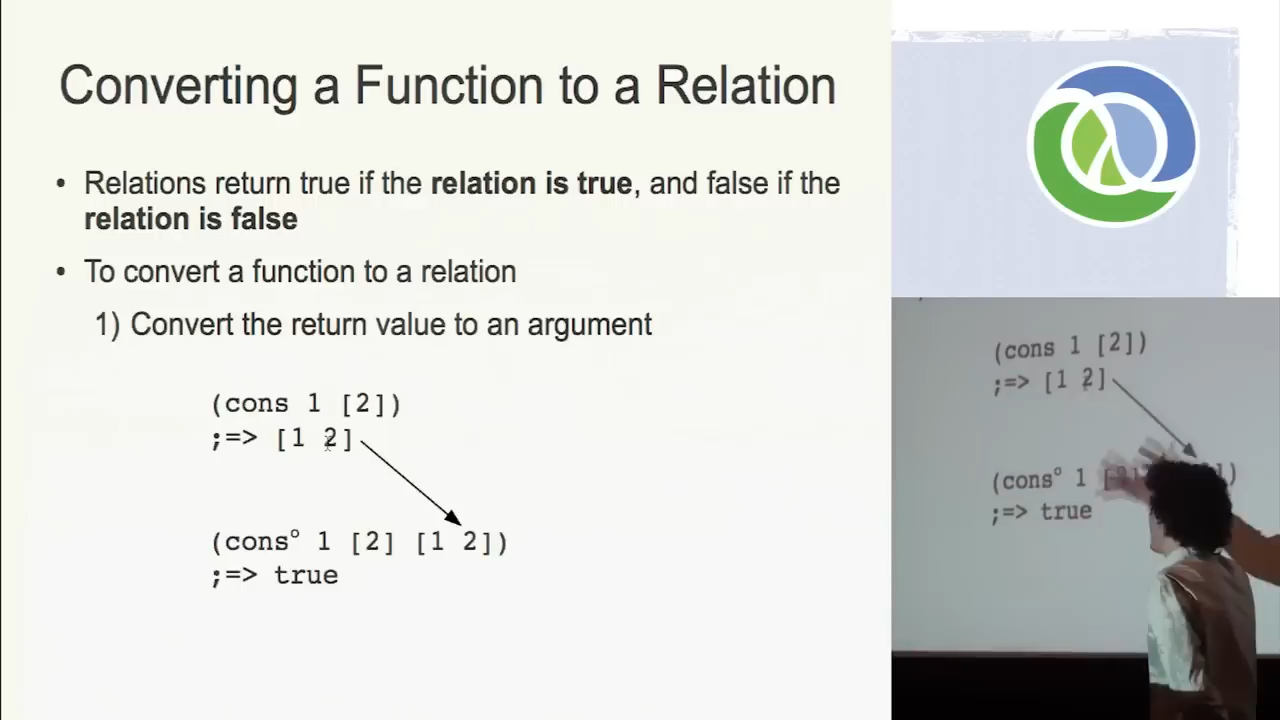 Converting a Function to a Relation
• Relations return true if the relation is true, and false if the
relation is false
• To convert a function to a relation
1) Convert the return value to an argument
(cons 1 [2])
;=> [1 2]
(cons° 1 [2] [1 2])
;=> true
(cons 1 [2])
;=> [1 2]
(cons° 1
;=> true